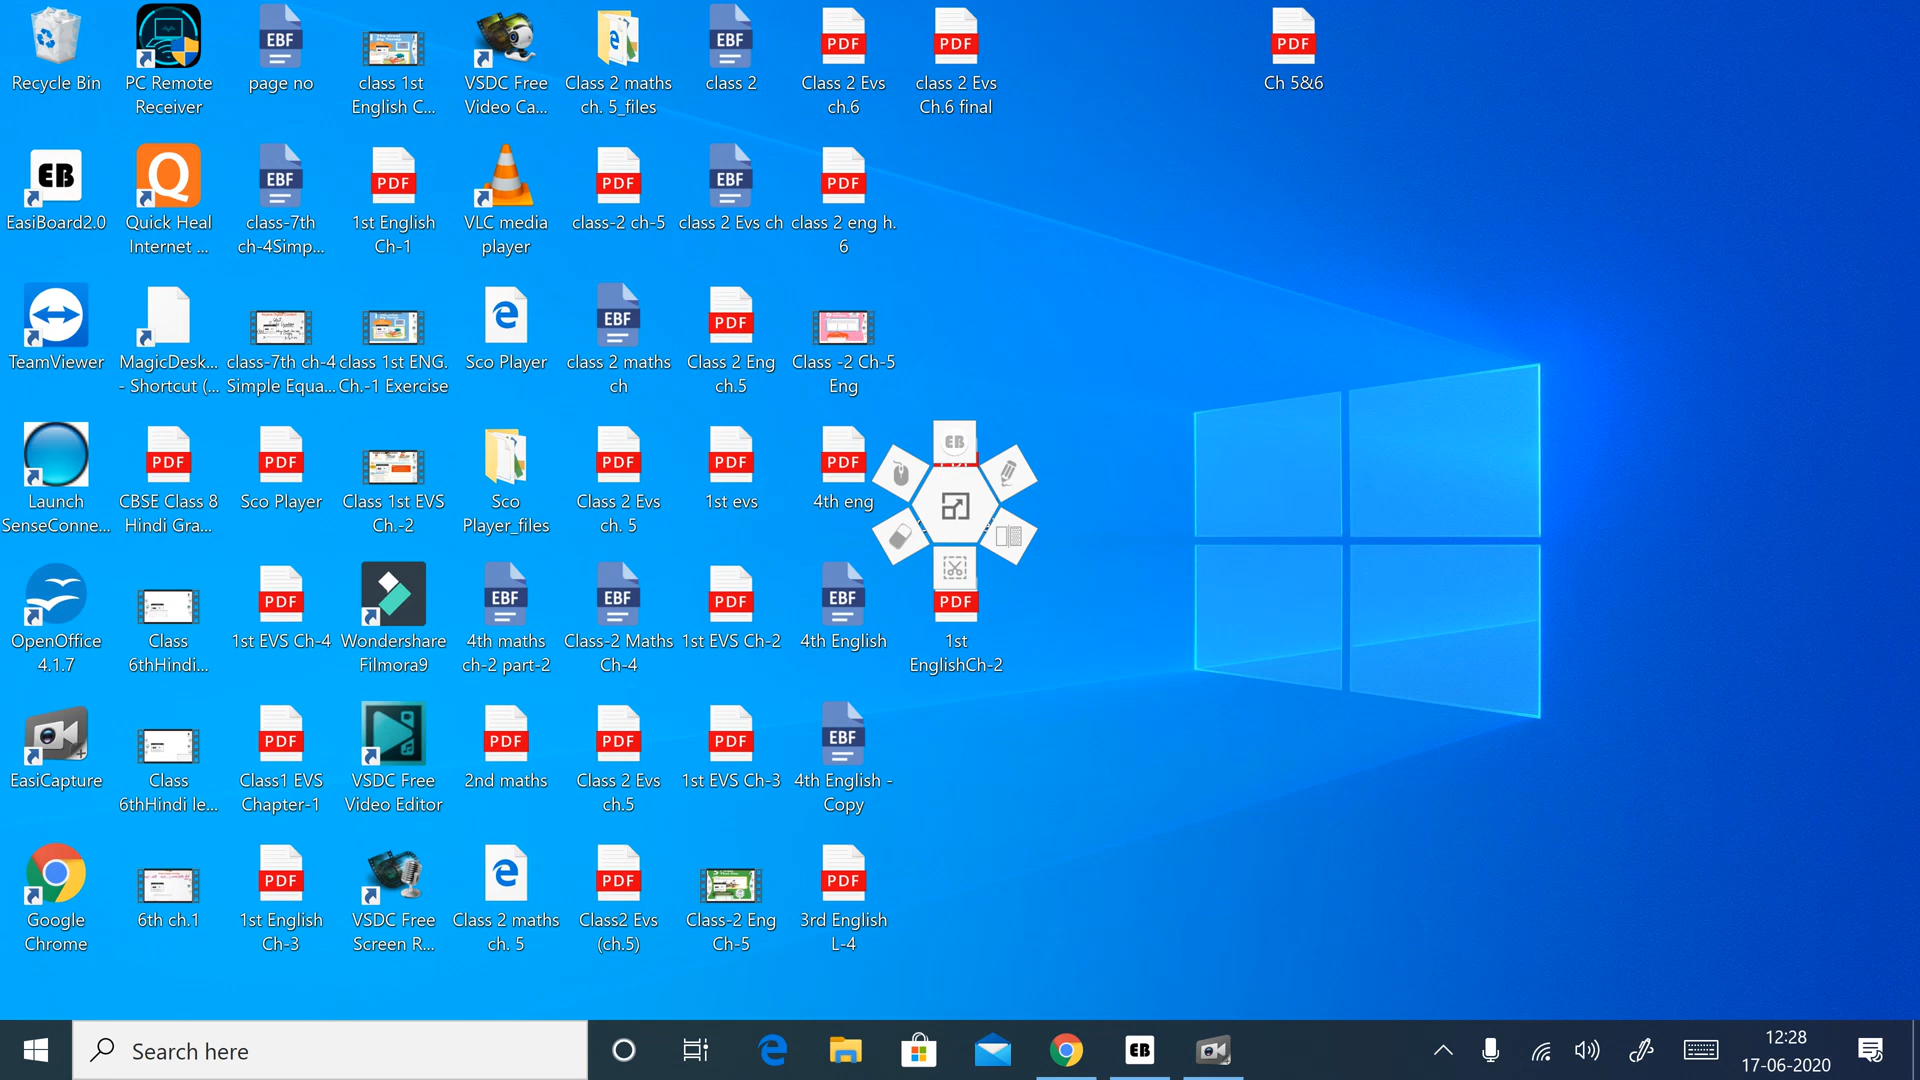 Recycle Bin
PC Remote
Receiver
EBF
page no
class 1st
English C...
VSDC Free
Video Ca...
Class 2 maths
ch. 5_files
EBF
class 2
PDF
Class 2 Evs
ch.6
PDF
class 2 Evs
Ch.6 final
PDF
Ch 5&6
EB
EasiBoard2.0
Quick Heal
Internet ...
EBF
class-7th
ch-4Simp...
PDF
1st English
Ch-1
VLC media
player
PDF
class-2 ch-5
EBF
class 2 Evs ch
PDF
class 2 eng h.
6
TeamViewer
MagicDesk...
- Shortcut (...
class-7th ch-4
Simple Equa...
class 1st ENG.
Ch.-1 Exercise
Sco Player
EBF
class 2 maths
ch
PDF
Class 2 Eng
ch.5
Class -2 Ch-5
Eng
Launch
SenseConne...
PDF
CBSE Class 8
Hindi Gra...
PDF
Sco Player
Class 1st EVS
Ch.-2
Sco
Player_files
PDF
Class 2 Evs
ch. 5
PDF
1st evs
PDF
4th eng
EB
OpenOffice
4.1.7
Class
6thHindi...
PDF
1st EVS Ch-4
Wondershare
Filmora9
EBF
4th maths
ch-2 part-2
EBF
Class-2 Maths
Ch-4
PDF
1st EVS Ch-2
EBF
4th English
PDF
1st
EnglishCh-2
EasiCapture
Class
6thHindi le...
PDF
Class1 EVS
Chapter-1
VSDC Free
Video Editor
PDF
2nd maths
PDF
Class 2 Evs
ch.5
PDF
1st EVS Ch-3
EBF
4th English -
Copy
Google
Chrome
6th ch.1
PDF
1st English
Ch-3
VSDC Free
Screen R...
Class 2 maths
ch. 5
PDF
Class2 Evs
(ch.5)
Class-2 Eng
Ch-5
PDF
3rd English
L-4
Search here
EB
12:28
17-06-2020